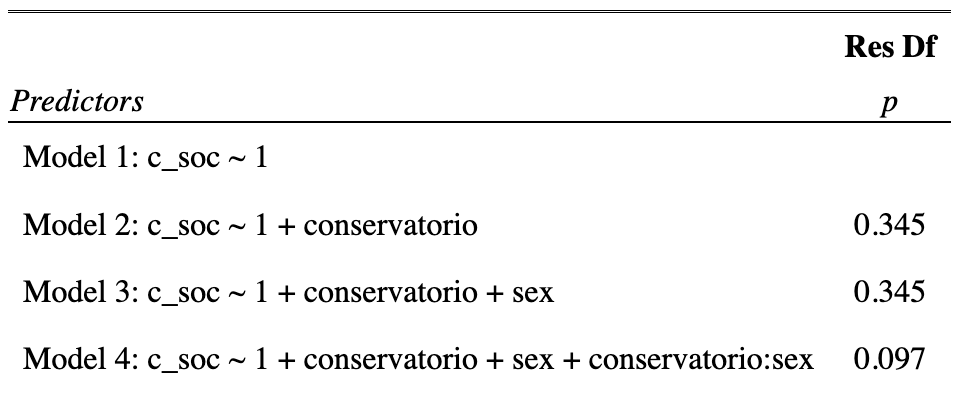 Res Df
Predictors p
Model 1: c_soc ~ 1
Model 2: c_soc ~ 1 + conservatorio 0.345
Model 3: c_soc ~ 1 + conservatorio + sex 0.345
Model 4: c_soc ~ 1 + conservatorio + sex + conservatorio:sex 0.097